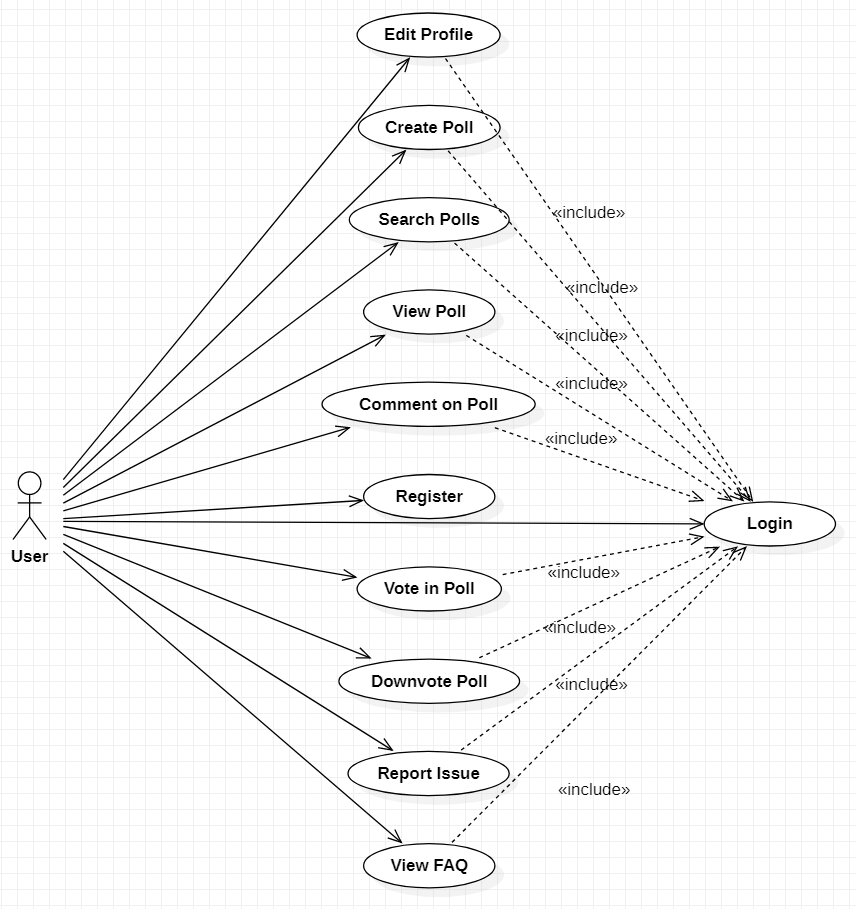 Edit Profile
Create Poll
«include»
Search Polls
«include»
View Poll
«include»
«include»
Comment on Poll
«include»
Register
Login
User
«include»
Vote in Poll
«include»
Downvote Poll
«include»
Report Issue
«include»
View FAQ